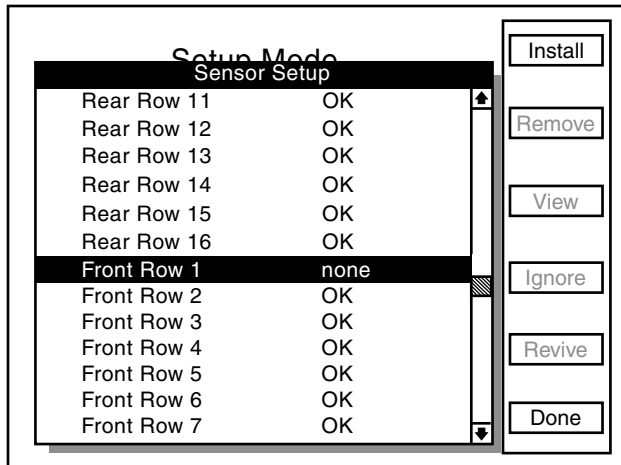 Setup Mode
Sensor Setup
Rear Row 11 OK
Rear Row 12 OK
Rear Row 13 OK
Rear Row 14 OK
Rear Row 15 OK
Rear Row 16 OK
Front Row 1 none
Front Row 2 OK
Front Row 3 OK
Front Row 4 OK
Front Row 5 OK
Front Row 6 OK
Front Row 7 OK
Install
Remove
View
Ignore
Revive
Done